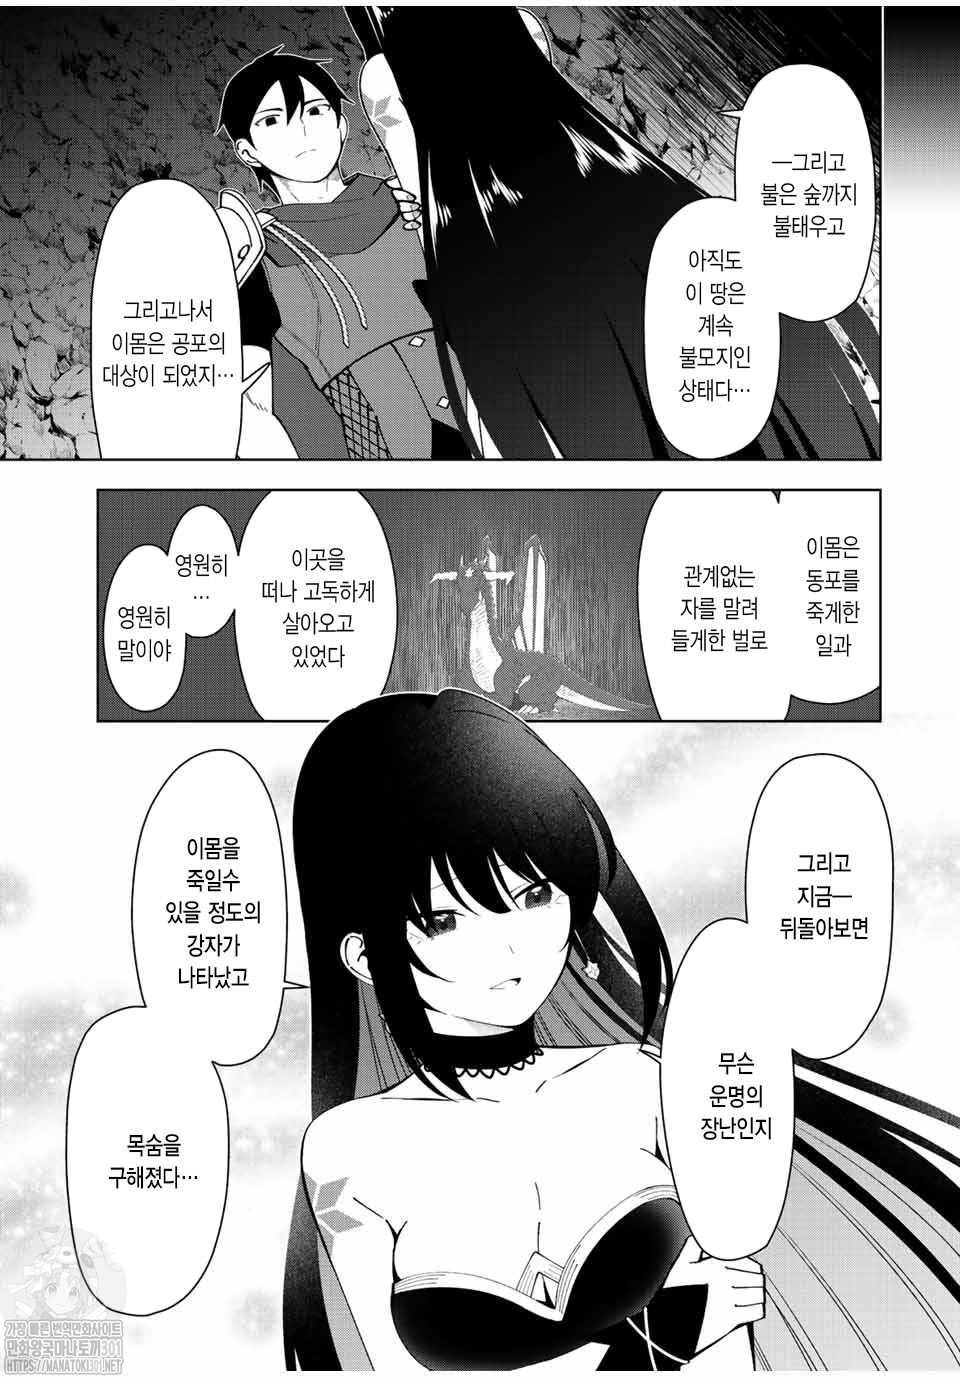 ―그리고
불은 숲까지
불태우고
아직도
이 땅은
계속
불모지인
상태다…
그리고나서
이몸은 공포의
대상이 되었지…
이몸은
동포를
죽게한
일과
관계없는
자를 말려
들게한 벌로
이곳을
떠나 고독하게
살아오고
있었다
영원히
…
영원히
말이야
그리고
지금―
뒤돌아보면
무슨
운명의
장난인지
이몸을
죽일수
있을 정도의
강자가
나타났고
목숨을
구해졌다…
가장 빠른 번역만화사이트
만화왕국마나토끼301
HTTPS://MANATOKI301.NET